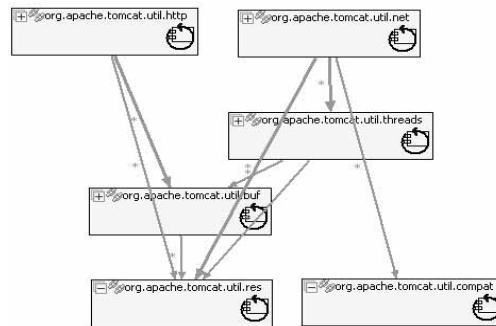 org.apache.tomcat.util.http
org.apache.tomcat.util.net
*
org.apache.tomcat.util.threads
*
*
*
*
org.apache.tomcat.util.buf
*
org.apache.tomcat.util.res
org.apache.tomcat.util.compat